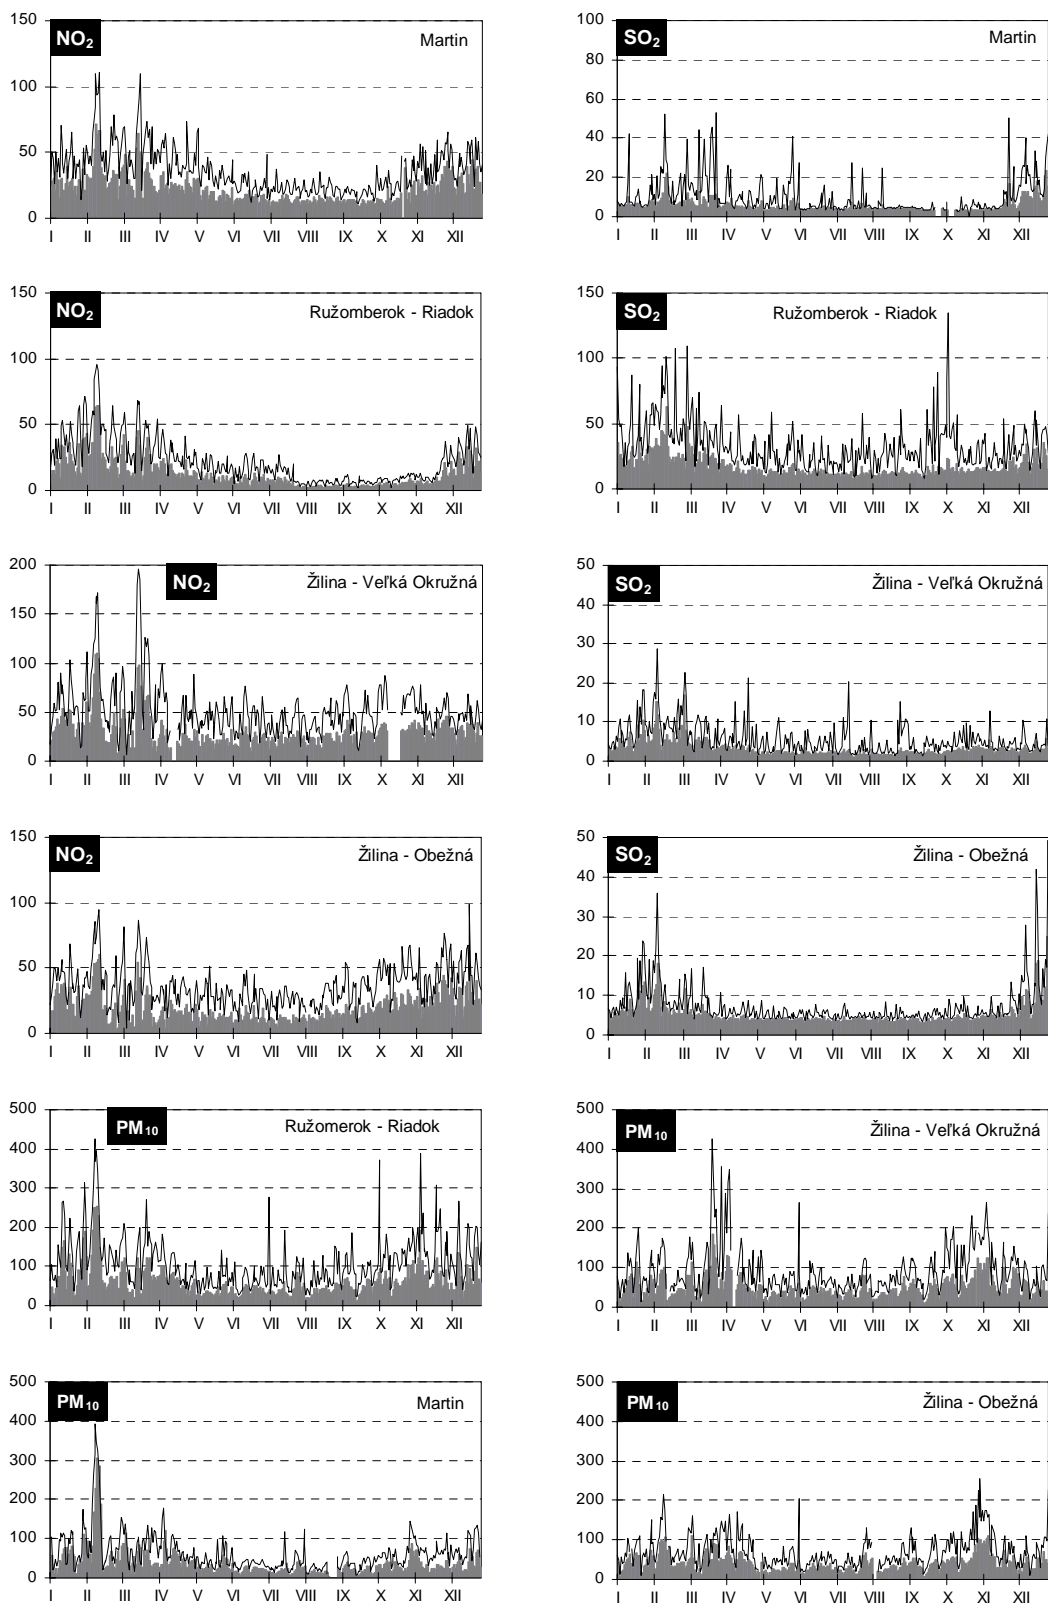 NO₂ Martin
150
100
50
0
I II III IV V VI VII VIII IX X XI XII
SO₂ Martin
100
80
60
40
20
0
I II III IV V VI VII VIII IX X XI XII
NO₂ Ružomberok - Riadok
150
100
50
0
I II III IV V VI VII VIII IX X XI XII
SO₂ Ružomberok - Riadok
150
100
50
0
I II III IV V VI VII VIII IX X XI XII
NO₂ Žilina - Veľká Okružná
200
150
100
50
0
I II III IV V VI VII VIII IX X XI XII
SO₂ Žilina - Veľká Okružná
50
40
30
20
10
0
I II III IV V VI VII VIII IX X XI XII
NO₂ Žilina - Obežná
150
100
50
0
I II III IV V VI VII VIII IX X XI XII
SO₂ Žilina - Obežná
50
40
30
20
10
0
I II III IV V VI VII VIII IX X XI XII
PM₁₀ Ružomerok - Riadok
500
400
300
200
100
0
I II III IV V VI VII VIII IX X XI XII
PM₁₀ Žilina - Veľká Okružná
500
400
300
200
100
0
I II III IV V VI VII VIII IX X XI XII
PM₁₀ Martin
500
400
300
200
100
0
I II III IV V VI VII VIII IX X XI XII
PM₁₀ Žilina - Obežná
500
400
300
200
100
0
I II III IV V VI VII VIII IX X XI XII